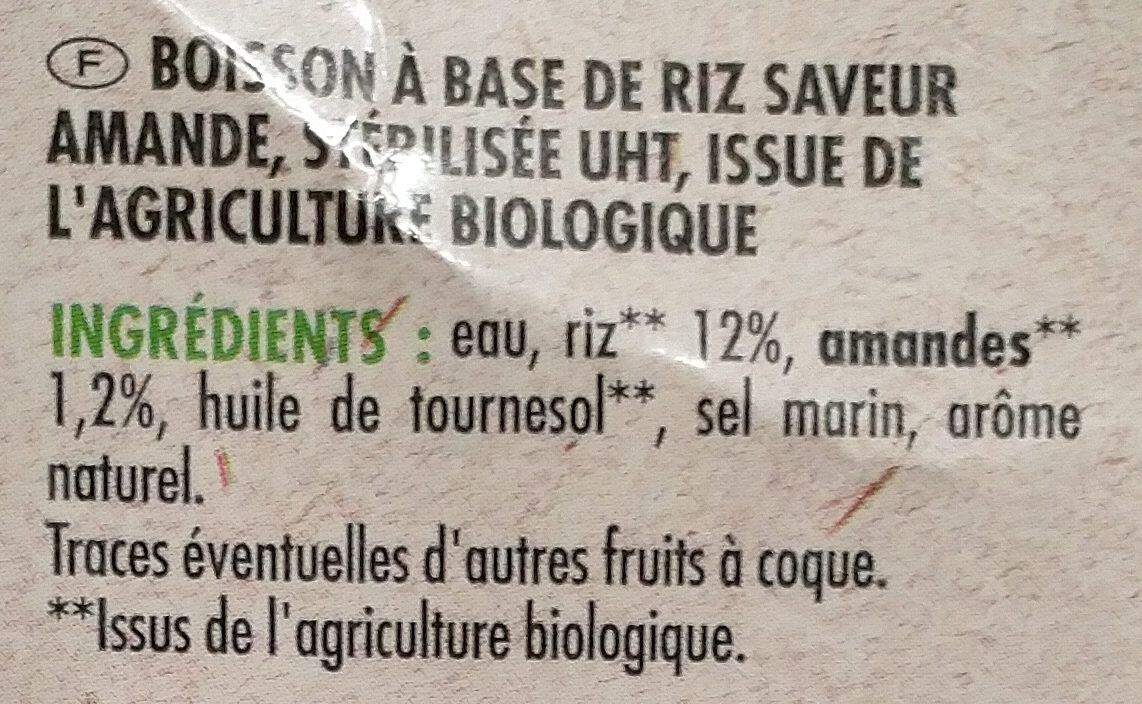 F BOISSON À BASE DE RIZ SAVEUR
AMANDE, STÉRILISÉE UHT, ISSUE DE
L'AGRICULTURE BIOLOGIQUE
INGRÉDIENTS : eau, riz** 12%, amandes**
1,2%, huile de tournesol**, sel marin, arôme
naturel.
Traces éventuelles d'autres fruits à coque.
**Issus de l'agriculture biologique.